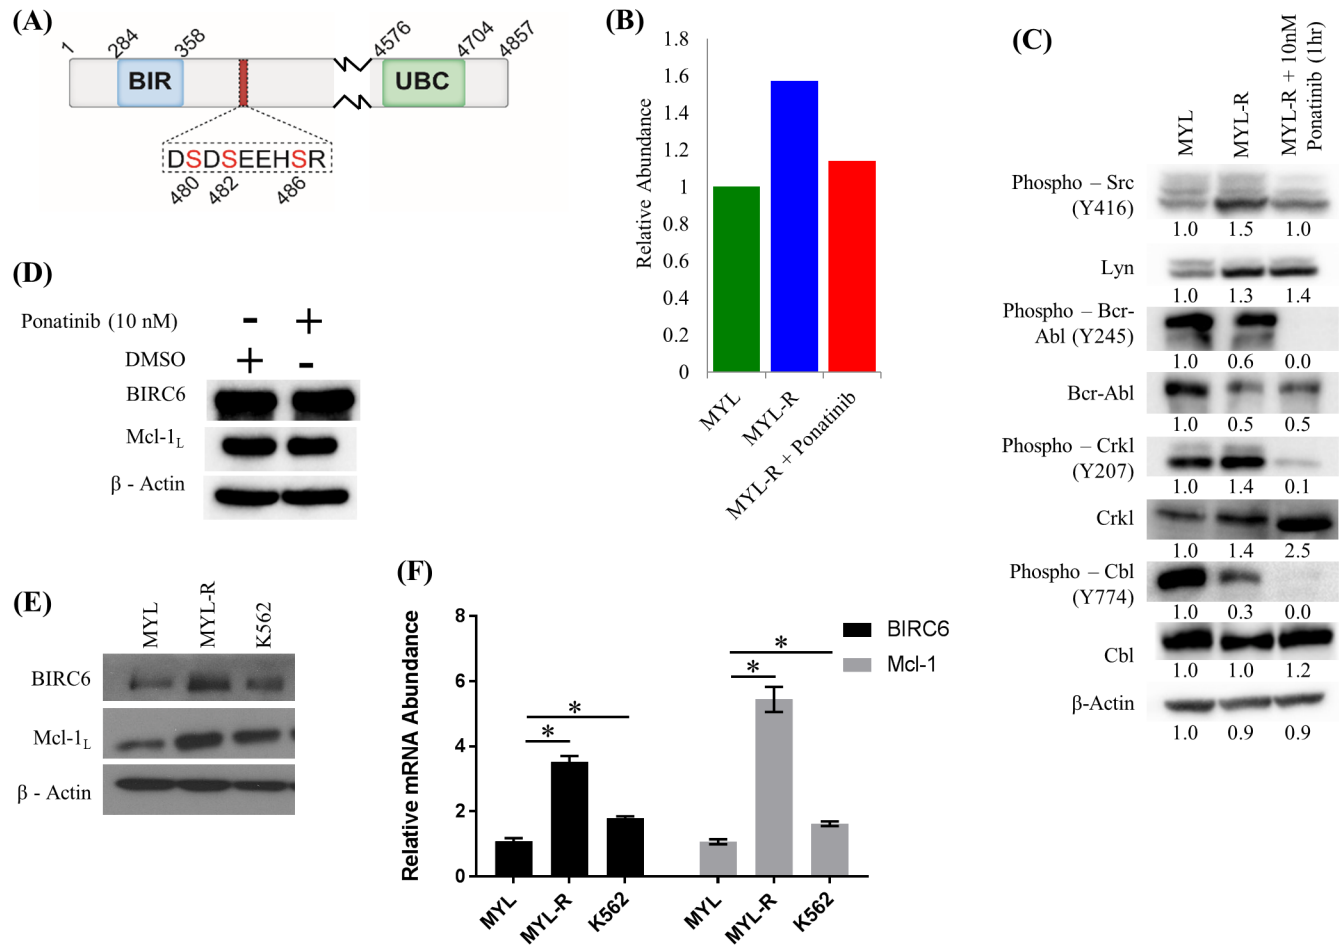 (A)
1
284
358
4576
4704
4857
BIR
UBC
DSDSEEHSR
480
482
486
(B)
1.8
1.6
1.4
1.2
1
0.8
0.6
0.4
0.2
0
Relative Abundance
MYL
MYL-R
MYL-R + Ponatinib
(C)
MYL
MYL-R
MYL-R + 10nM
Ponatinib (1hr)
Phospho – Src
(Y416)
1.0 1.5 1.0
Lyn
1.0 1.3 1.4
Phospho – Bcr-
Abl (Y245)
1.0 0.6 0.0
Bcr-Abl
1.0 0.5 0.5
Phospho – Crkl
(Y207)
1.0 1.4 0.1
Crkl
1.0 1.4 2.5
Phospho – Cbl
(Y774)
1.0 0.3 0.0
Cbl
1.0 1.0 1.2
β-Actin
1.0 0.9 0.9
(D)
Ponatinib (10 nM) - +
DMSO + -
BIRC6
Mcl-1L
β - Actin
(E)
MYL
MYL-R
K562
BIRC6
Mcl-1L
β - Actin
(F)
8
6
4
2
0
Relative mRNA Abundance
BIRC6
Mcl-1
* *
* *
MYL
MYL-R
K562
MYL
MYL-R
K562